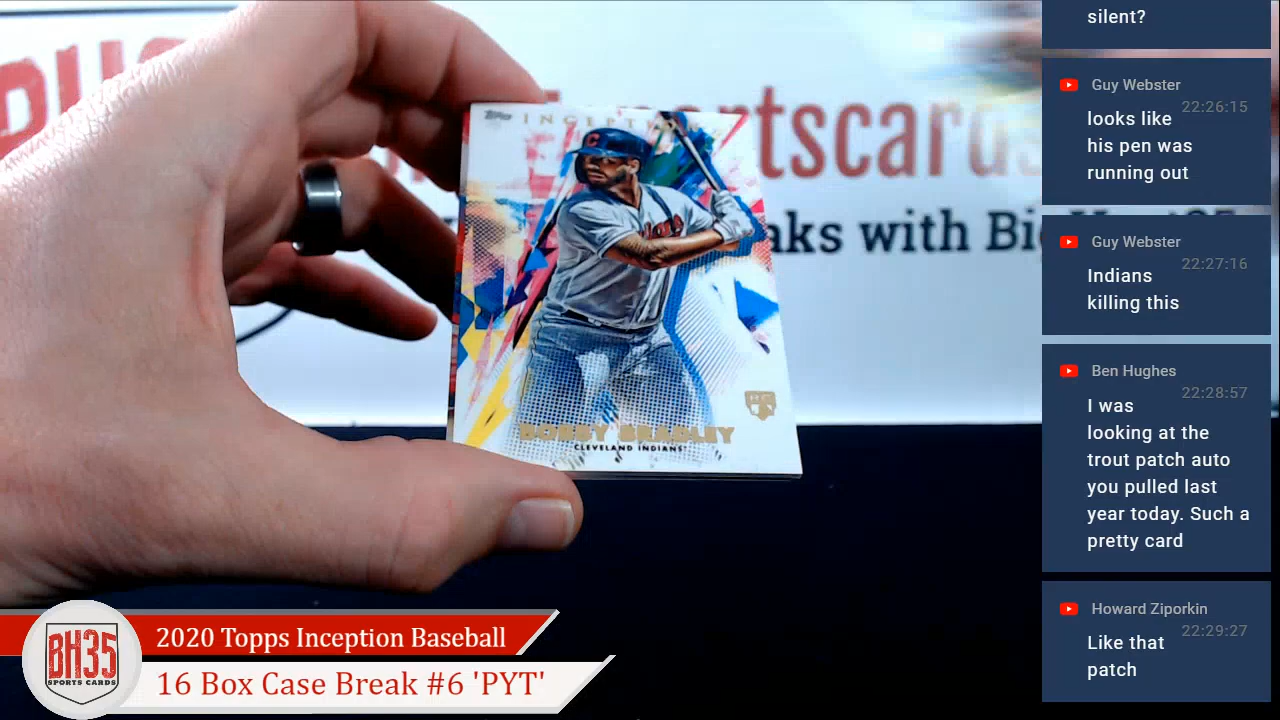 silent?
Guy Webster
22:26:15
looks like
his pen was
running out
Guy Webster
22:27:16
Indians
killing this
Ben Hughes
22:28:57
I was
looking at the
trout patch auto
you pulled last
year today. Such a
pretty card
Howard Ziporkin
22:29:27
Like that
patch
Topps INCEPTION
BOBBY BRADLEY
CLEVELAND INDIANS
tscards
aks with Big
BH35
SPORTS CARDS
2020 Topps Inception Baseball
16 Box Case Break #6 'PYT'